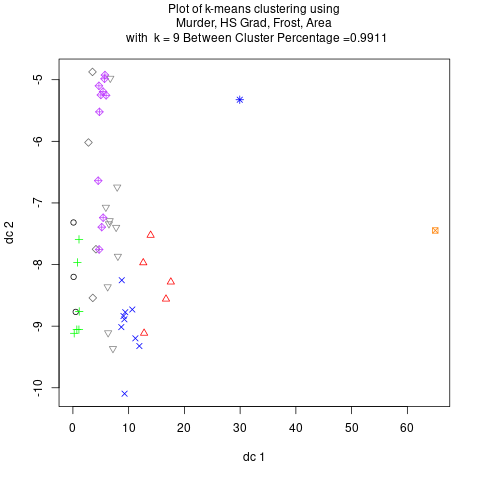 Plot of k-means clustering using
Murder, HS Grad, Frost, Area
with k = 9 Between Cluster Percentage =0.9911
dc 2
-5
-6
-7
-8
-9
-10
0 10 20 30 40 50 60
dc 1